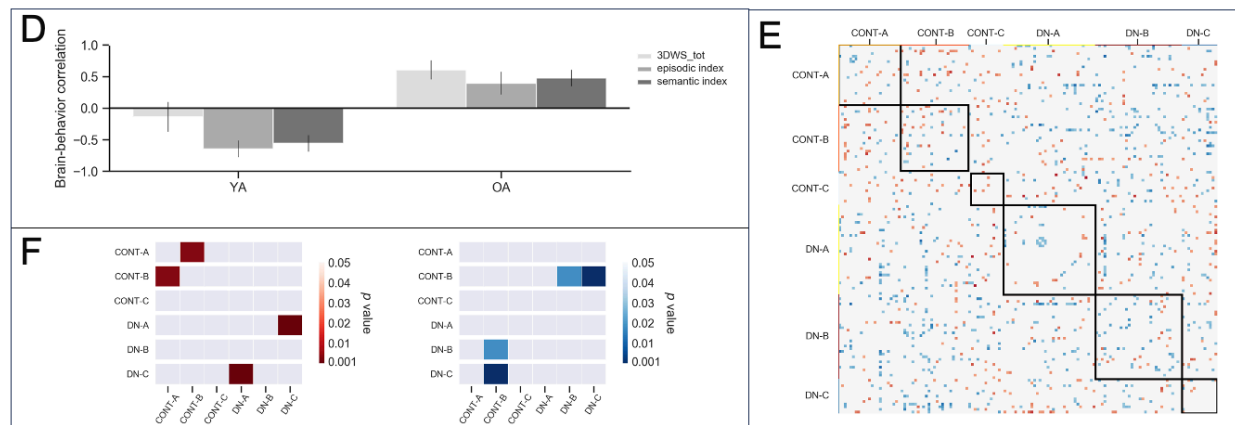 D
Brain-behavior correlation
1.0
0.5
0.0
−0.5
−1.0
YA
OA
3DWS_tot
episodic index
semantic index
E
CONT-A CONT-B CONT-C DN-A DN-B DN-C
CONT-A
CONT-B
CONT-C
DN-A
DN-B
DN-C
F
CONT-A
CONT-B
CONT-C
DN-A
DN-B
DN-C
CONT-A CONT-B CONT-C DN-A DN-B DN-C
0.05
0.04
0.03
0.02
0.01
0.001
p value
CONT-A
CONT-B
CONT-C
DN-A
DN-B
DN-C
CONT-A CONT-B CONT-C DN-A DN-B DN-C
0.05
0.04
0.03
0.02
0.01
0.001
p value